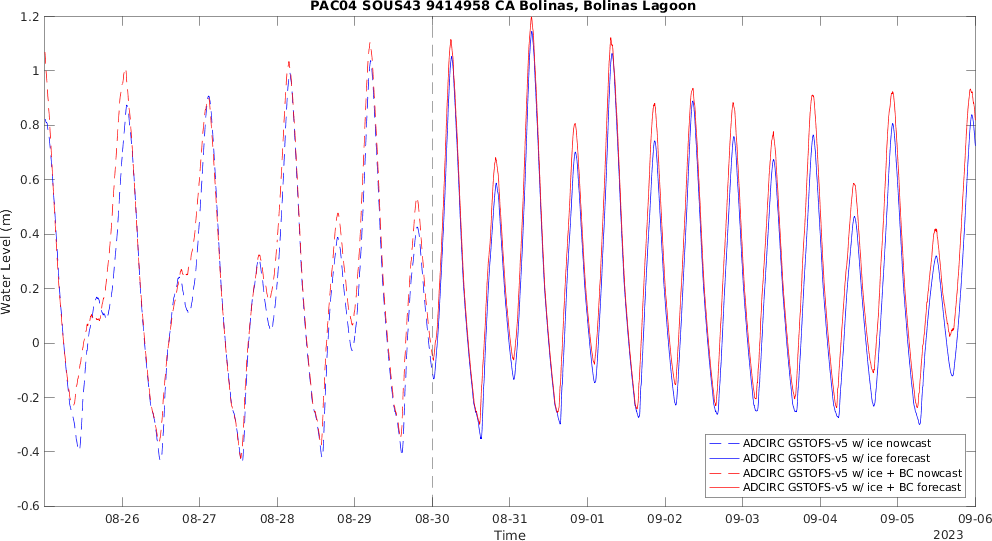 PAC04 SOUS43 9414958 CA Bolinas, Bolinas Lagoon
1.2
1
0.8
0.6
0.4
0.2
0
-0.2
-0.4
-0.6
Water Level (m)
08-26 08-27 08-28 08-29 08-30 08-31 09-01 09-02 09-03 09-04 09-05 09-06
Time
2023
ADCIRC GSTOFS-v5 w/ ice nowcast
ADCIRC GSTOFS-v5 w/ ice forecast
ADCIRC GSTOFS-v5 w/ ice + BC nowcast
ADCIRC GSTOFS-v5 w/ ice + BC forecast